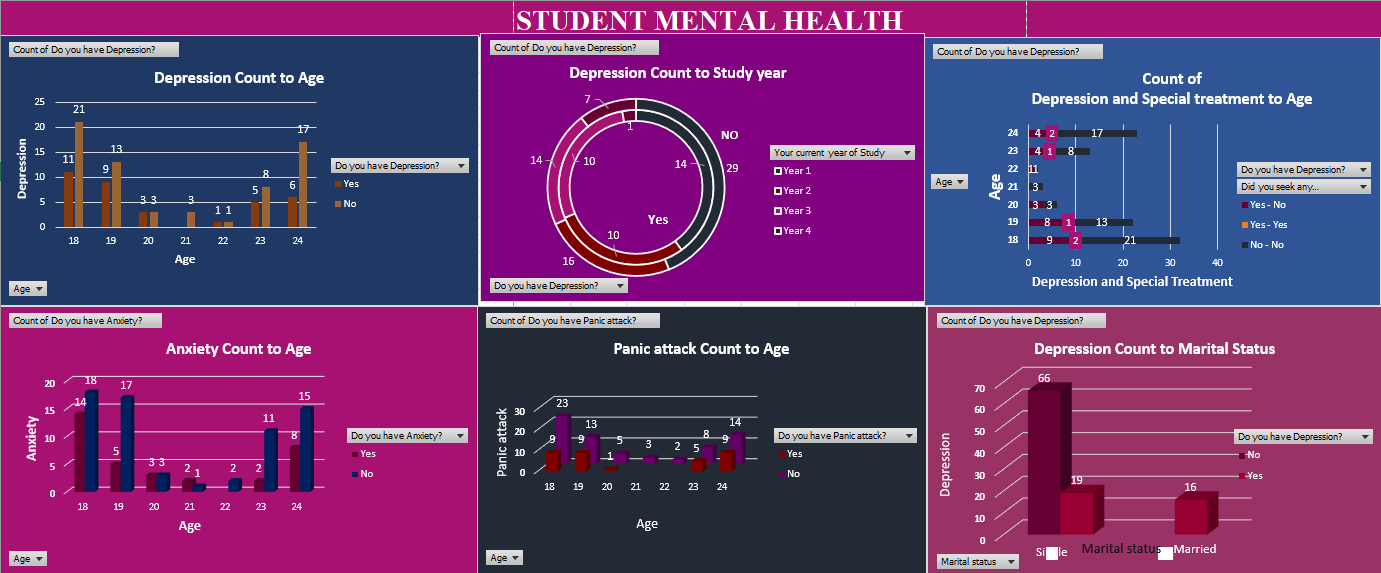 STUDENT MENTAL HEALTH
Count of Do you have Depression?
Depression Count to Age
25
20
15
10
5
0
Depression
11
21
9
13
3
3
3
1
1
5
8
6
17
18
19
20
21
22
23
24
Age
Do you have Depression?
Yes
No
Age
Count of Do you have Depression?
Depression Count to Study year
7
1
NO
14
10
14
29
Yes
10
16
Your current year of Study
Year 1
Year 2
Year 3
Year 4
Do you have Depression?
Count of Do you have Depression?
Count of
Depression and Special treatment to Age
Age
Age
24
4
2
17
23
4
1
8
22
1
1
21
3
20
3
3
19
8
1
13
18
9
2
21
0
10
20
30
40
Depression and Special Treatment
Do you have Depression?
Did you seek any...
Yes - No
Yes - Yes
No - No
Count of Do you have Anxiety?
Anxiety Count to Age
20
15
10
5
0
Anxiety
14
18
5
17
3
3
2
1
2
2
11
8
15
18
19
20
21
22
23
24
Age
Do you have Anxiety?
Yes
No
Age
Count of Do you have Panic attack?
Panic attack Count to Age
30
20
10
0
Panic attack
9
23
9
13
1
5
3
2
5
8
9
14
18
19
20
21
22
23
24
Age
Do you have Panic attack?
Yes
No
Age
Count of Do you have Depression?
Depression Count to Marital Status
70
60
50
40
30
20
10
0
Depression
66
19
16
Marital status
Married
Do you have Depression?
No
Yes
Marital status